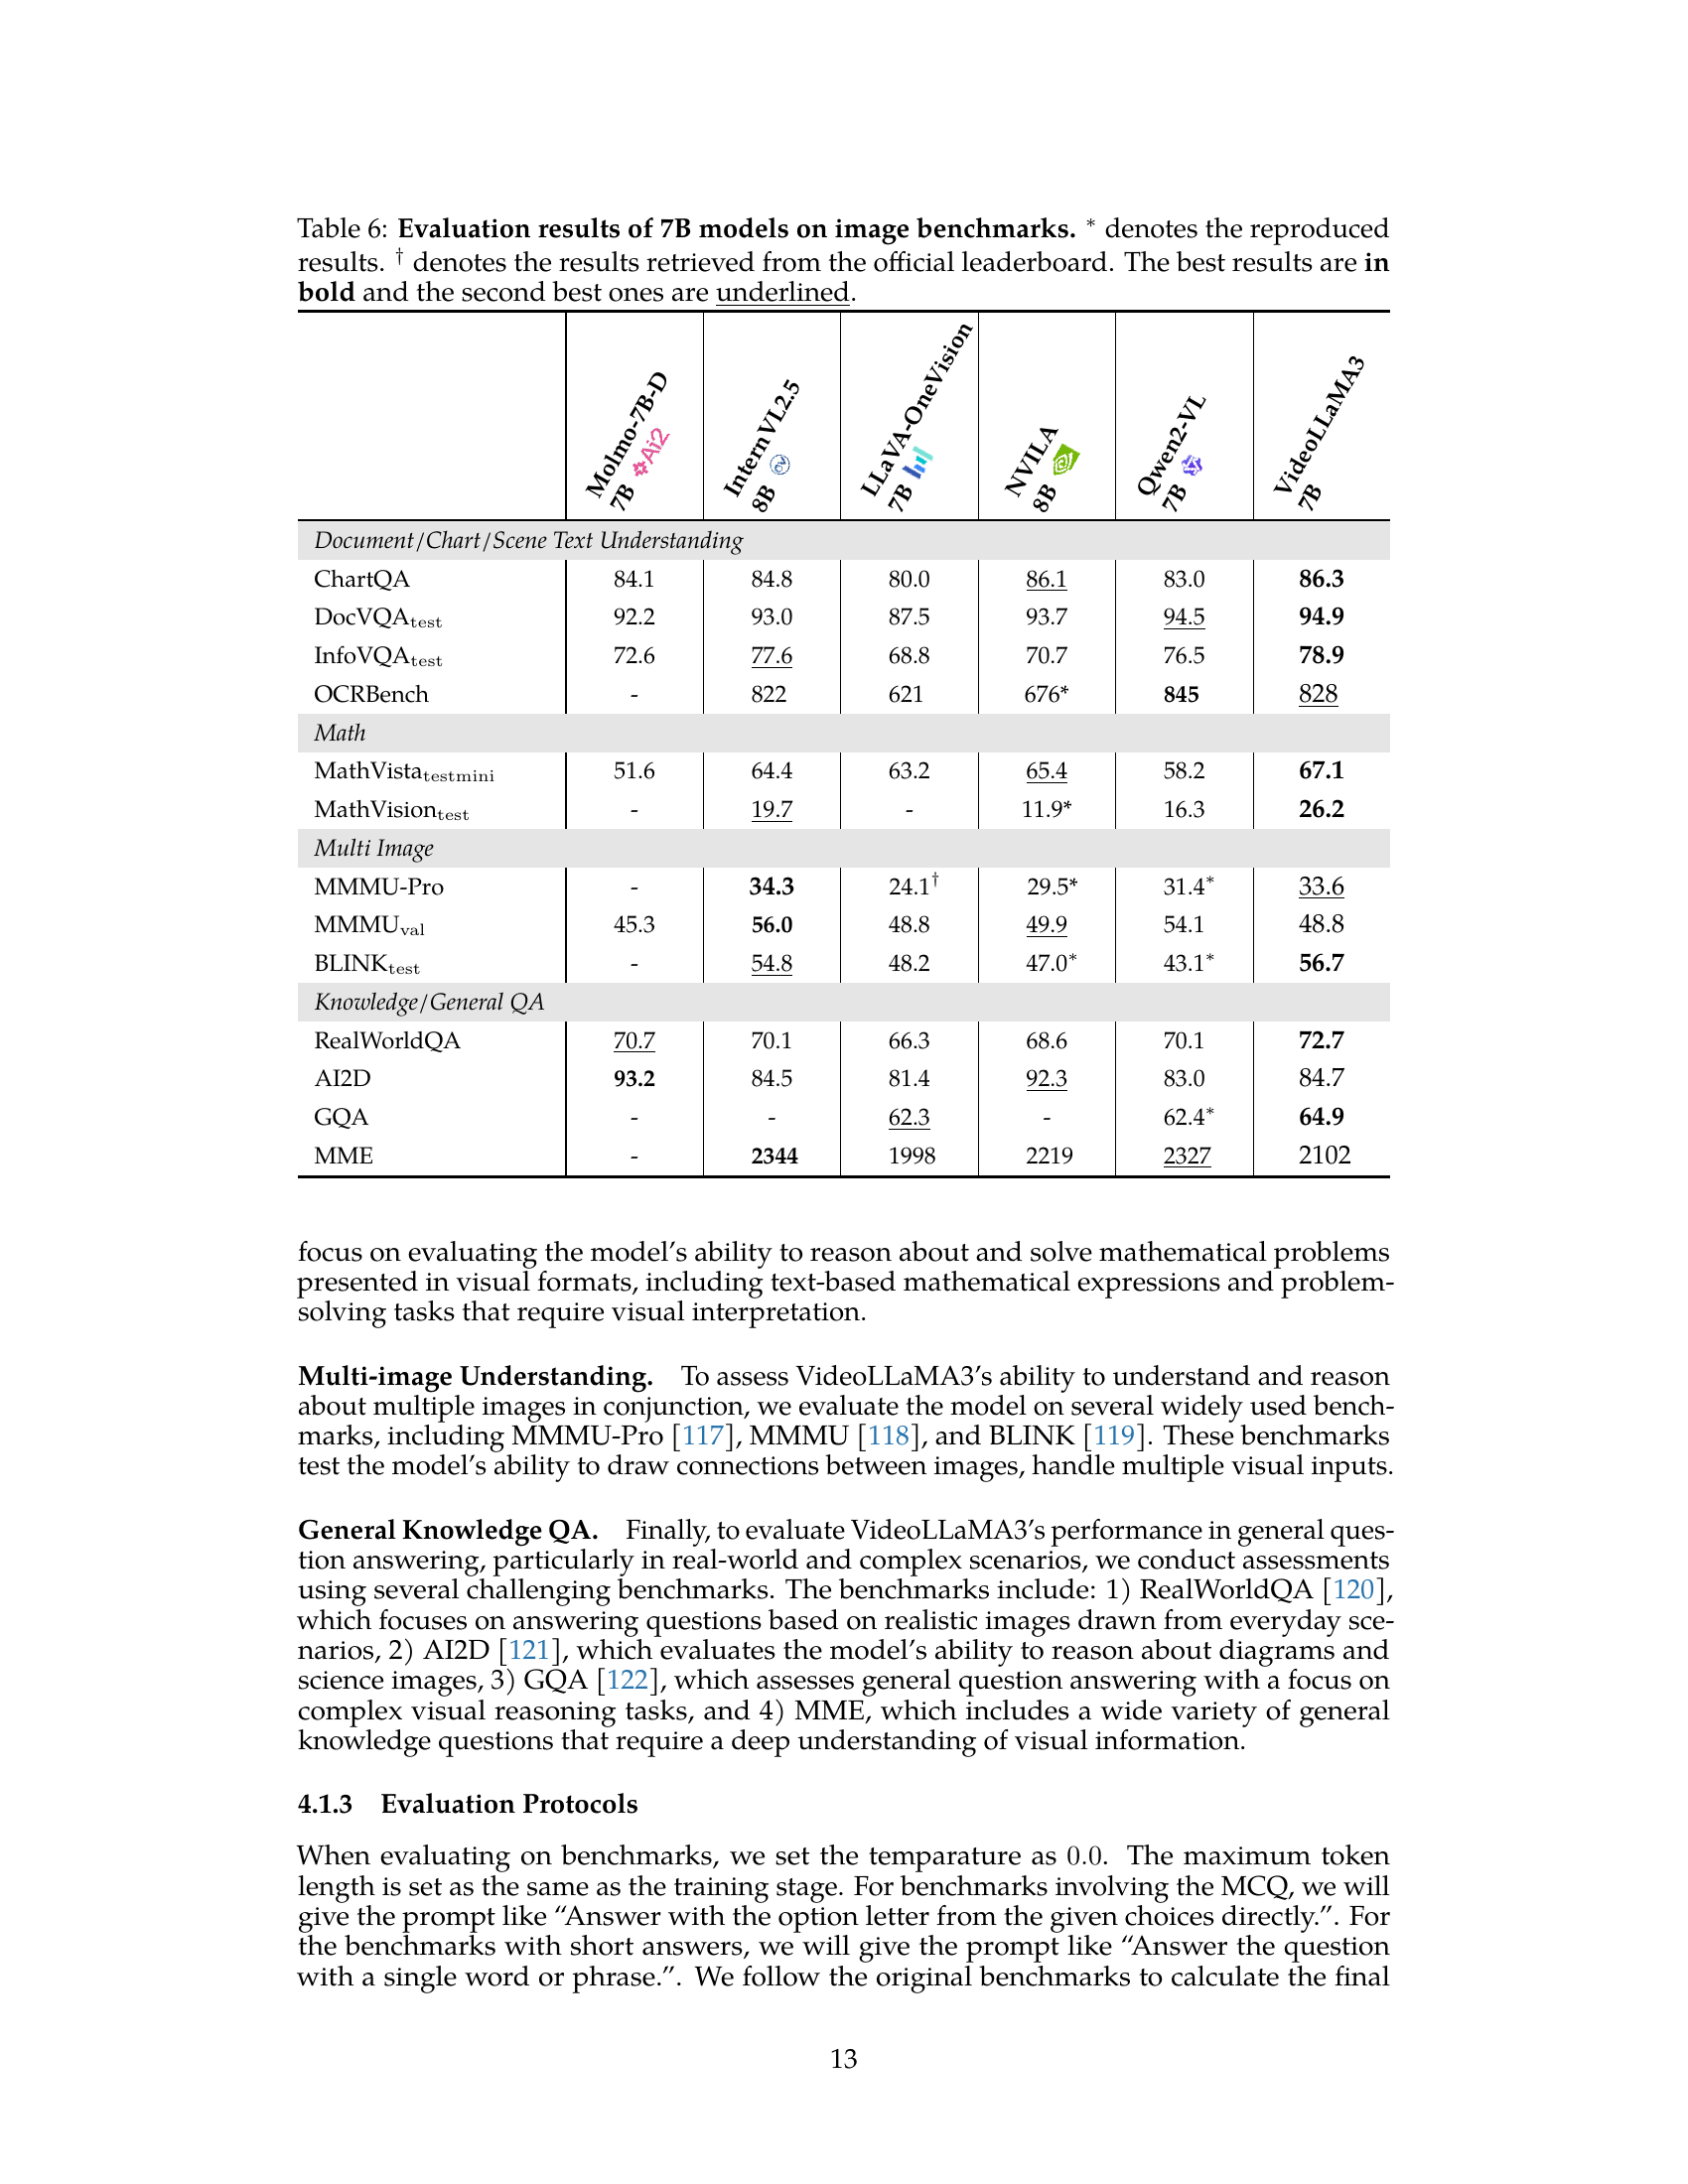 Table 6: Evaluation results of 7B models on image benchmarks. * denotes the reproduced
results. † denotes the results retrieved from the official leaderboard. The best results are in
bold and the second best ones are underlined.
Molmo-7B-D 7B Ai2 InternVL2.5 8B LLaVA-OneVision 7B NVILA 8B Qwen2-VL 7B VideoLLaMA3 7B
Document/Chart/Scene Text Understanding
ChartQA 84.1 84.8 80.0 86.1 83.0 86.3
DocVQAtest 92.2 93.0 87.5 93.7 94.5 94.9
InfoVQAtest 72.6 77.6 68.8 70.7 76.5 78.9
OCRBench - 822 621 676* 845 828
Math
MathVistatestmini 51.6 64.4 63.2 65.4 58.2 67.1
MathVisiontest - 19.7 - 11.9* 16.3 26.2
Multi Image
MMMU-Pro - 34.3 24.1† 29.5* 31.4* 33.6
MMMUval 45.3 56.0 48.8 49.9 54.1 48.8
BLINKtest - 54.8 48.2 47.0* 43.1* 56.7
Knowledge/General QA
RealWorldQA 70.7 70.1 66.3 68.6 70.1 72.7
AI2D 93.2 84.5 81.4 92.3 83.0 84.7
GQA - - 62.3 - 62.4* 64.9
MME - 2344 1998 2219 2327 2102
focus on evaluating the model's ability to reason about and solve mathematical problems
presented in visual formats, including text-based mathematical expressions and problem-
solving tasks that require visual interpretation.
Multi-image Understanding. To assess VideoLLaMA3's ability to understand and reason
about multiple images in conjunction, we evaluate the model on several widely used bench-
marks, including MMMU-Pro [117], MMMU [118], and BLINK [119]. These benchmarks
test the model's ability to draw connections between images, handle multiple visual inputs.
General Knowledge QA. Finally, to evaluate VideoLLaMA3's performance in general ques-
tion answering, particularly in real-world and complex scenarios, we conduct assessments
using several challenging benchmarks. The benchmarks include: 1) RealWorldQA [120],
which focuses on answering questions based on realistic images drawn from everyday sce-
narios, 2) AI2D [121], which evaluates the model's ability to reason about diagrams and
science images, 3) GQA [122], which assesses general question answering with a focus on
complex visual reasoning tasks, and 4) MME, which includes a wide variety of general
knowledge questions that require a deep understanding of visual information.
4.1.3 Evaluation Protocols
When evaluating on benchmarks, we set the temparature as 0.0. The maximum token
length is set as the same as the training stage. For benchmarks involving the MCQ, we will
give the prompt like “Answer with the option letter from the given choices directly.”. For
the benchmarks with short answers, we will give the prompt like “Answer the question
with a single word or phrase.”. We follow the original benchmarks to calculate the final
13